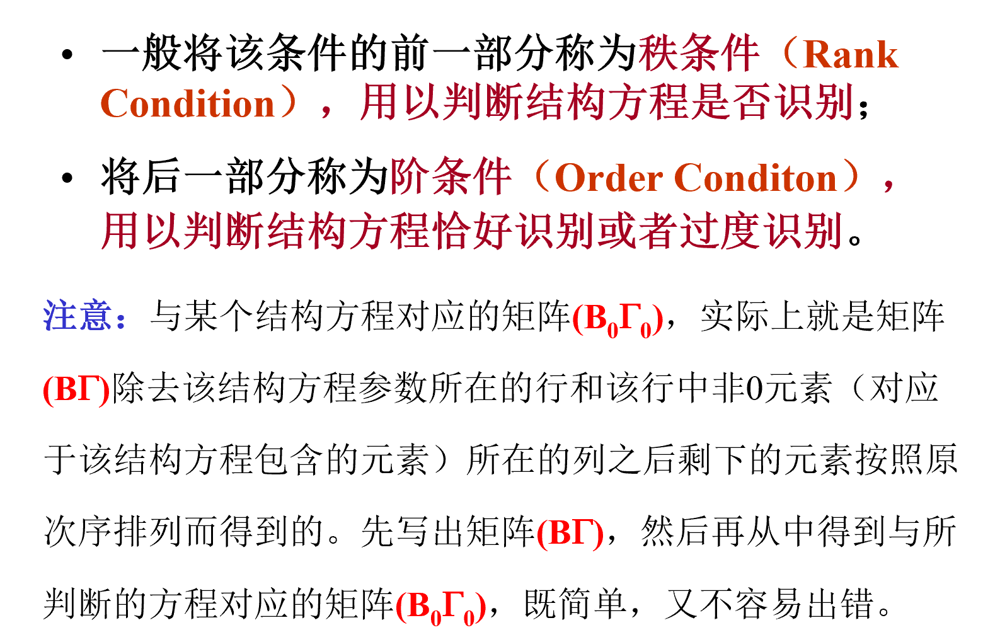 • 一般将该条件的前一部分称为秩条件（Rank
Condition），用以判断结构方程是否识别；
• 将后一部分称为阶条件（Order Conditon），
用以判断结构方程恰好识别或者过度识别。
注意：与某个结构方程对应的矩阵(B₀Γ₀)，实际上就是矩阵
(BΓ)除去该结构方程参数所在的行和该行中非0元素（对应
于该结构方程包含的元素）所在的列之后剩下的元素按照原
次序排列而得到的。先写出矩阵(BΓ)，然后再从中得到与所
判断的方程对应的矩阵(B₀Γ₀)，既简单，又不容易出错。